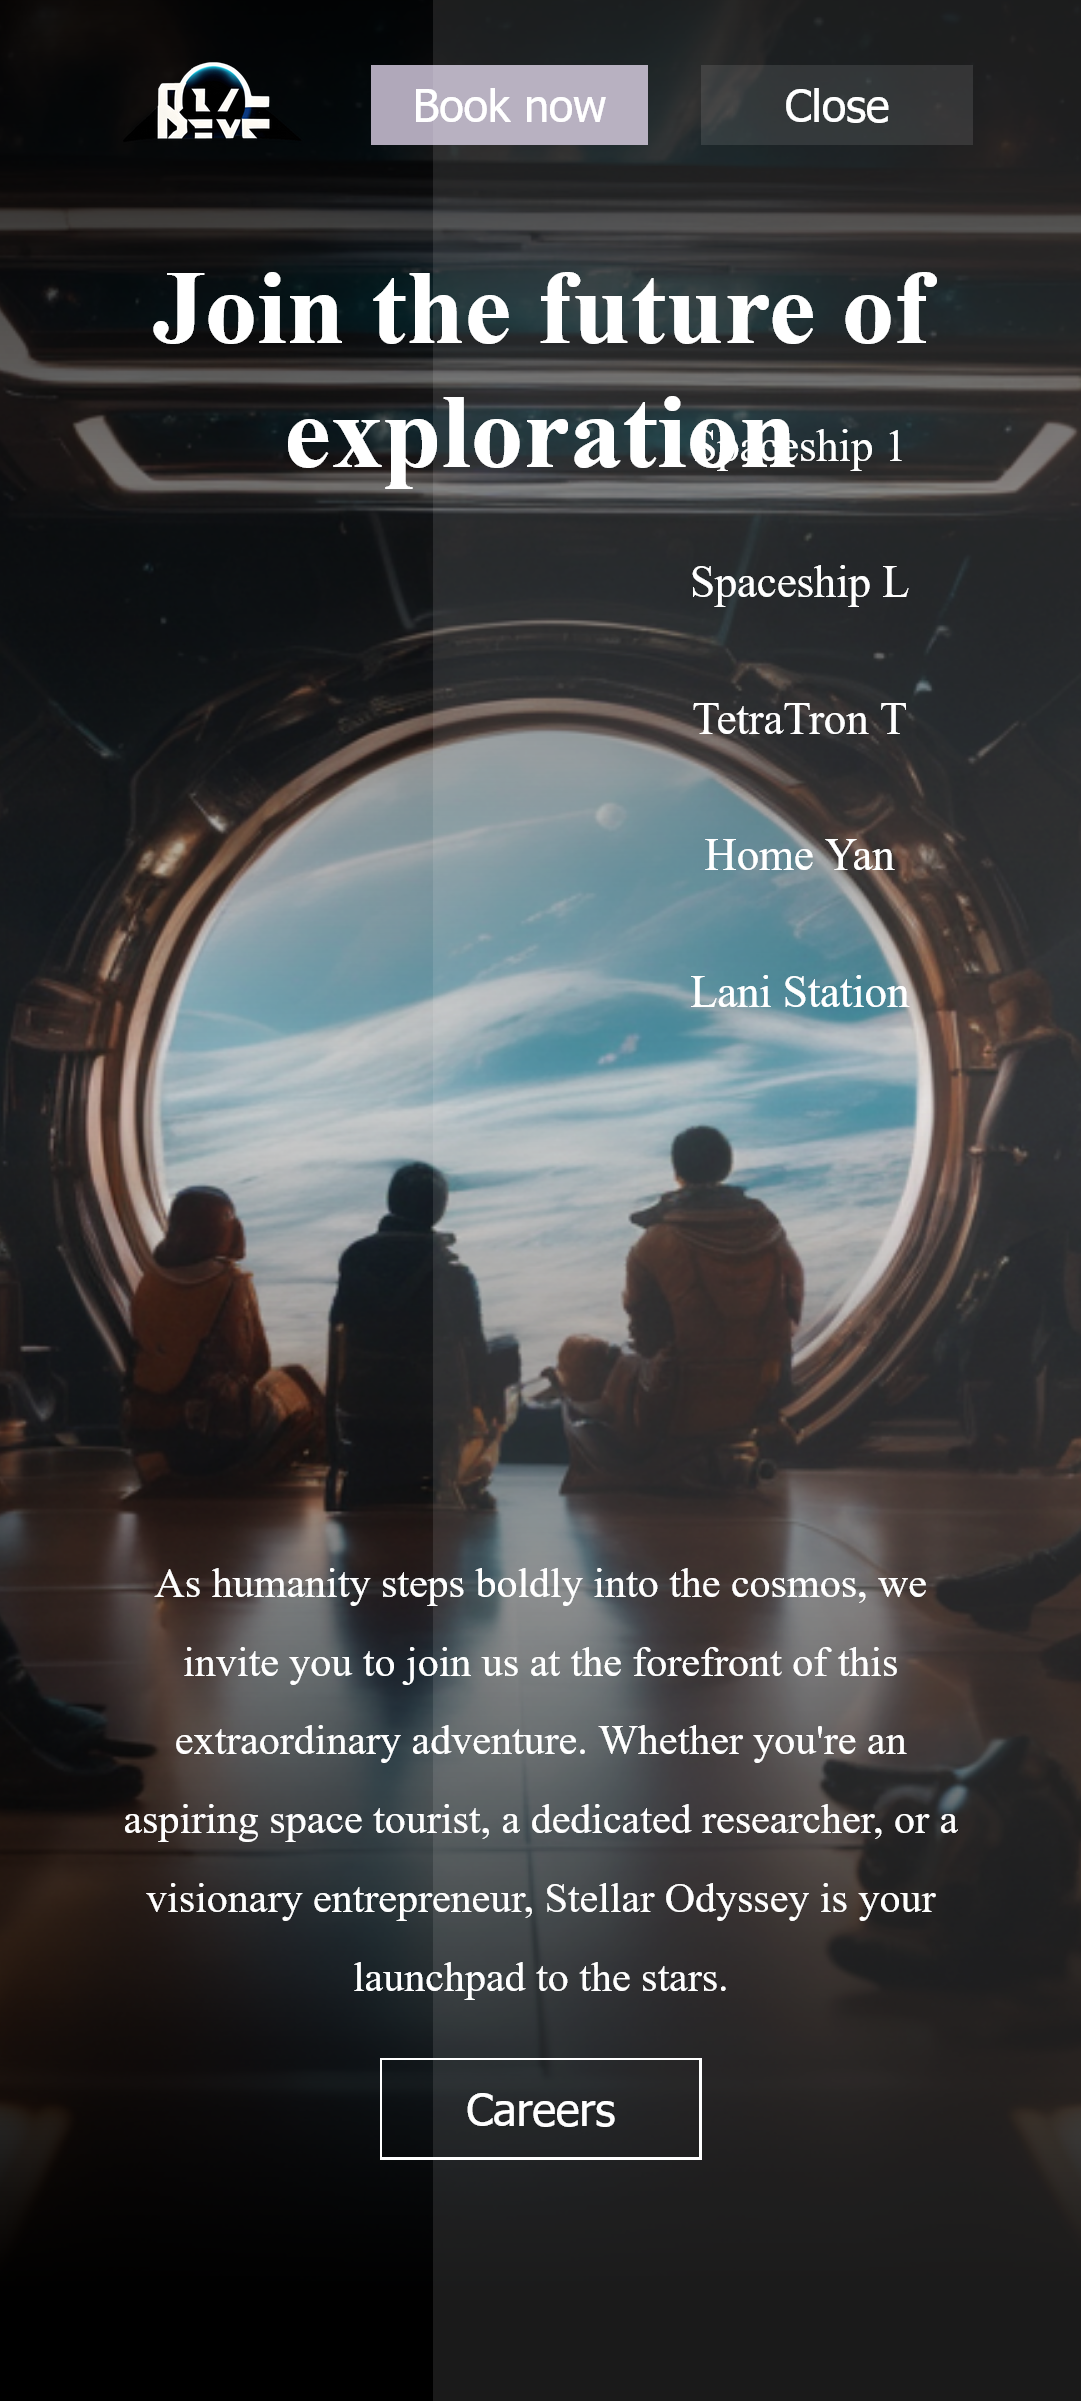 Book now
Close
Join the future of
exploration
Spaceship 1
Spaceship L
TetraTron T
Home Yan
Lani Station
As humanity steps boldly into the cosmos, we
invite you to join us at the forefront of this
extraordinary adventure. Whether you're an
aspiring space tourist, a dedicated researcher, or a
visionary entrepreneur, Stellar Odyssey is your
launchpad to the stars.
Careers